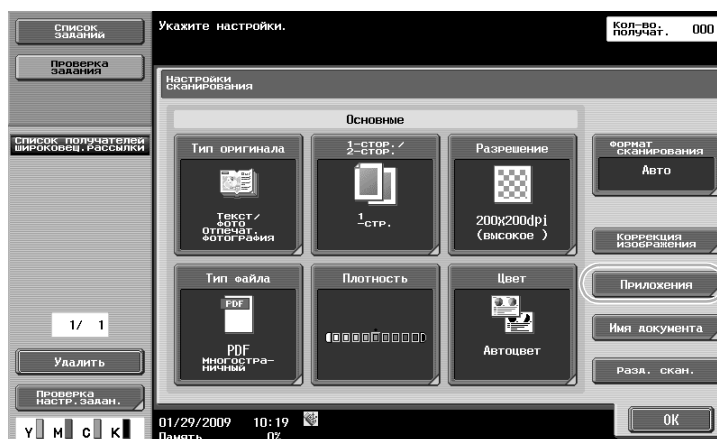 Список
заданий
Укажите настройки.
Кол-во.
получат.
000
Проверка
задания
Настройки
сканирования
Основные
Список получателей
широковец.рассылки
Тип оригинала
1-стор./
2-стор.
Разрешение
Формат
сканирования
Авто
Текст/
фото
отпечат.
фотография
1
-стр.
200X200dpi
(высокое )
Коррекция
изображения
Тип файла
Плотность
Цвет
Приложения
PDF
1/ 1
Имя документа
PDF
многостра-
ничный
Автоцвет
Удалить
Разд. скан.
Проверка
настр.задан.
OK
Y M C K
01/29/2009 10:19
Память 0%